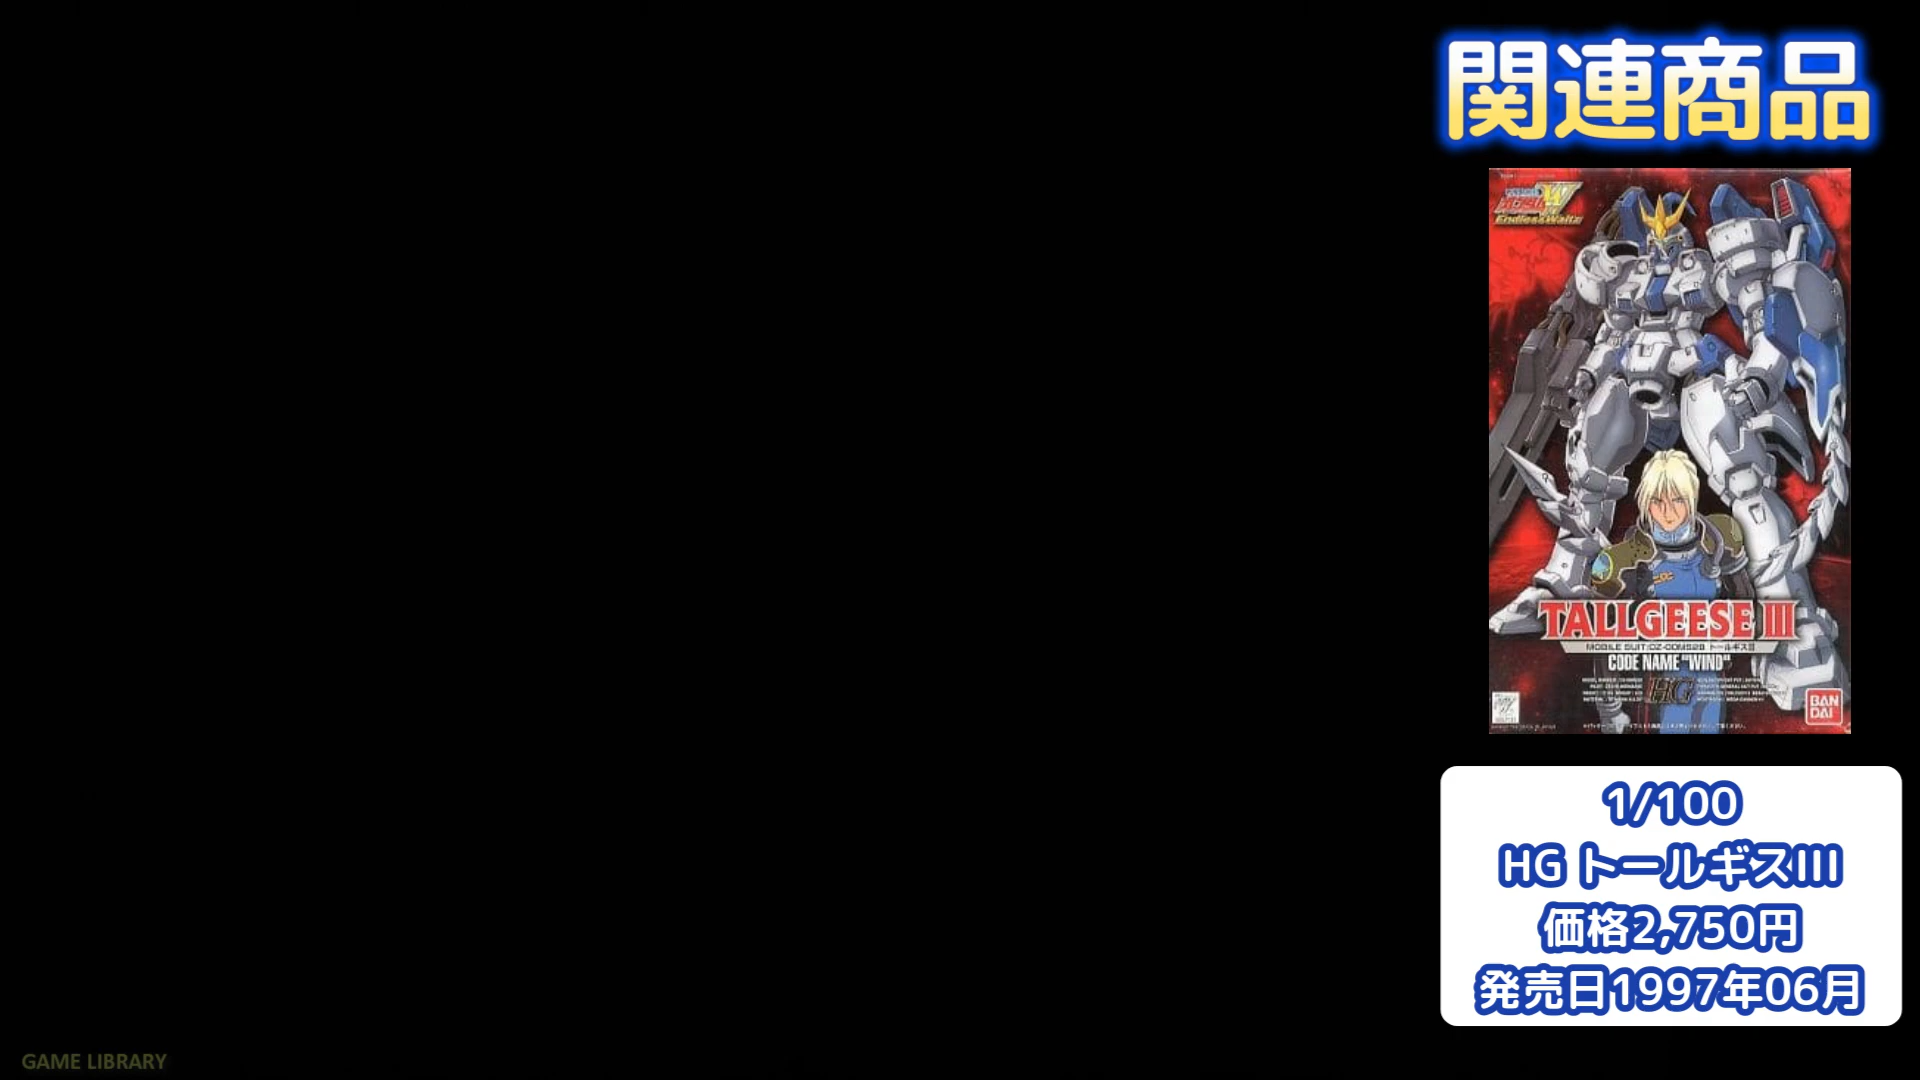 関連商品
Endless Waltz
TALLGEESE III
MOBILE SUIT:OZ-00MS2B トールギスIII
CODE NAME "WIND"
HG
BAN
DAI
1/100
HG トールギスIII
価格2,750円
発売日1997年06月
GAME LIBRARY